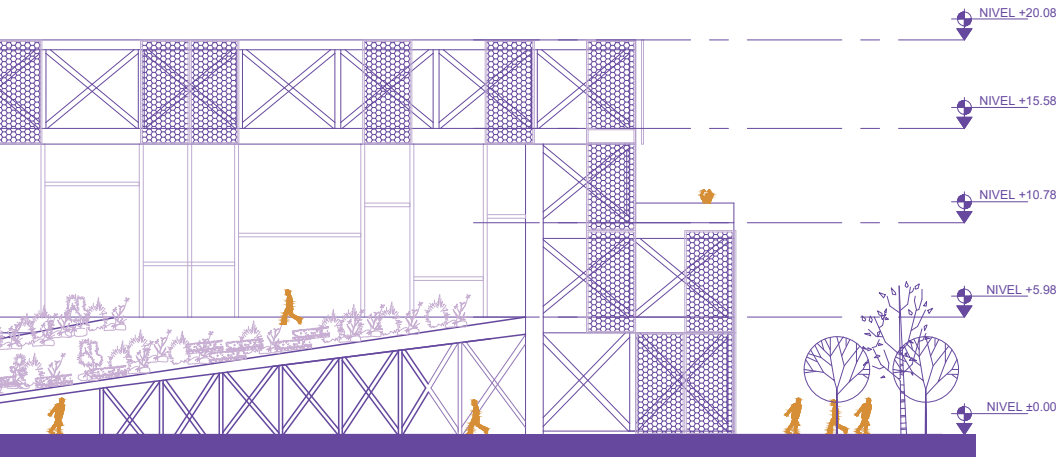 NIVEL +20.08
NIVEL +15.58
NIVEL +10.78
NIVEL +5.98
NIVEL ±0.00